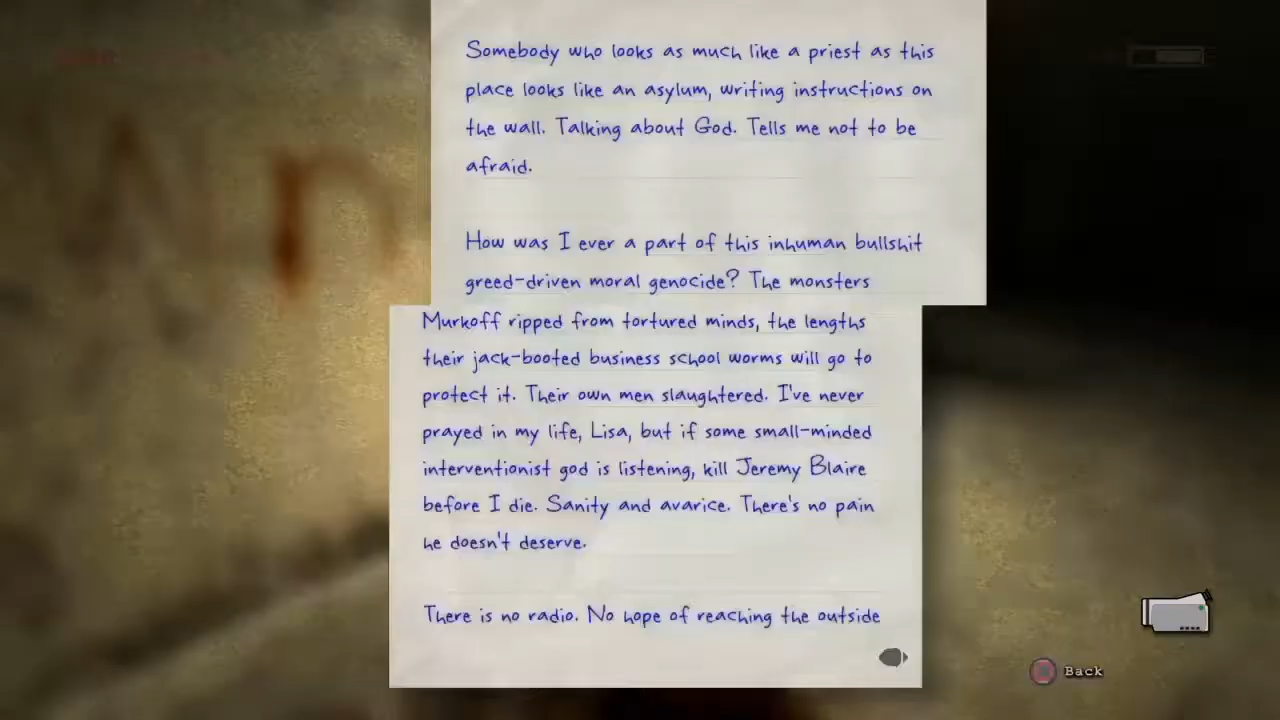 Somebody who looks as much like a priest as this
place looks like an asylum, writing instructions on
the wall. Talking about God. Tells me not to be
afraid.
How was I ever a part of this inhuman bullshit
greed-driven moral genocide? The monsters
Murkoff ripped from tortured minds, the lengths
their jack-booted business school worms will go to
protect it. Their own men slaughtered. I've never
prayed in my life, Lisa, but if some small-minded
interventionist god is listening, kill Jeremy Blaire
before I die. Sanity and avarice. There's no pain
he doesn't deserve.
There is no radio. No hope of reaching the outside
Back